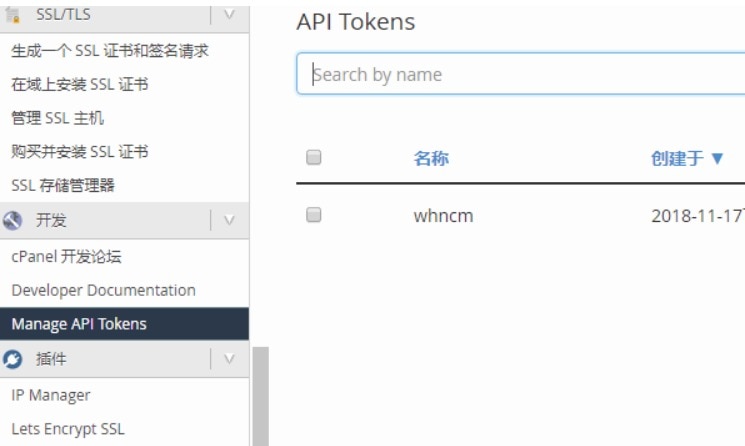 SSL/TLS
生成一个 SSL 证书和签名请求
在域上安装 SSL 证书
管理 SSL 主机
购买并安装 SSL 证书
SSL 存储管理器
开发
cPanel 开发论坛
Developer Documentation
Manage API Tokens
插件
IP Manager
Lets Encrypt SSL
API Tokens
Search by name
名称 创建于 ▼
whncm 2018-11-17